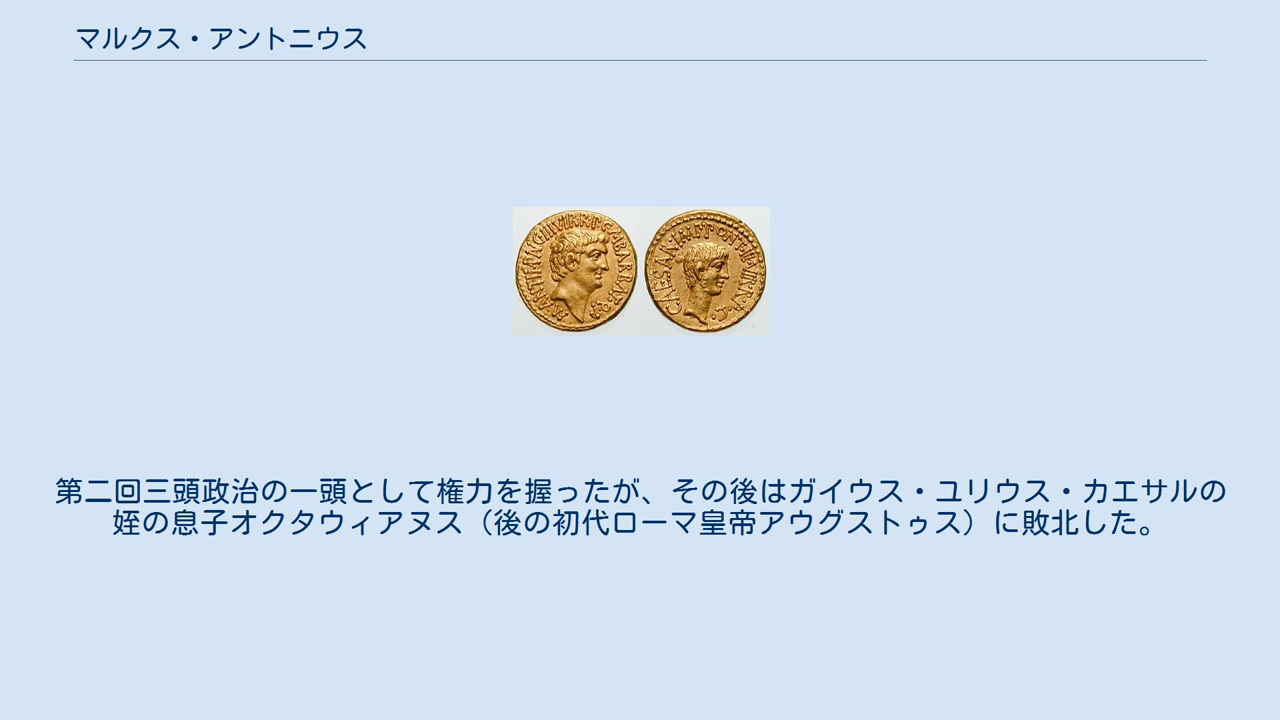 マルクス・アントニウス
第二回三頭政治の一頭として権力を握ったが、その後はガイウス・ユリウス・カエサルの
姪の息子オクタウィアヌス（後の初代ローマ皇帝アウグストゥス）に敗北した。